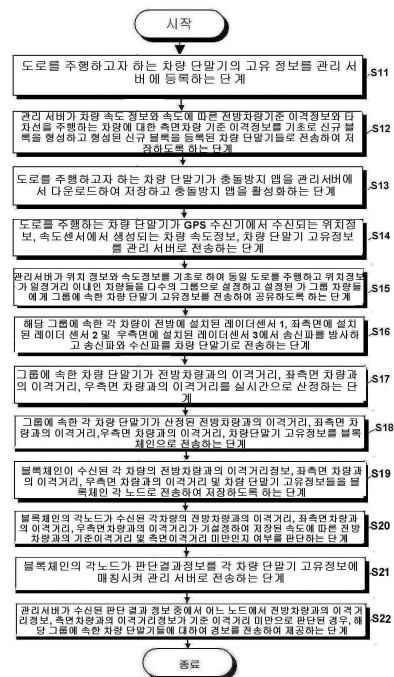 시작
도로를 주행하고자 하는 차량 단말기의 고유 정보를 관리 서
버에 등록하는 단계
S11
관리 서버가 차량 속도 정보와 속도에 따른 전방차량기준 이격정보와 타
차선을 주행하는 차량에 대한 측면차량 기준 이격정보를 기초로 신규 블
록을 형성하고 형성된 신규 블록을 등록된 차량 단말기들로 전송하여 저
장하도록 하는 단계
S12
도로를 주행하고자 하는 차량 단말기가 충돌방지 앱을 관리서버에
서 다운로드하여 저장하고 충돌방지 앱을 활성화하는 단계
S13
도로를 주행하는 차량 단말기가 GPS 수신기에서 수신되는 위치정
보, 속도센서에서 생성되는 차량 속도정보, 차량 단말기 고유정보
를 관리 서버로 전송하는 단계
S14
관리서버가 위치 정보와 속도정보를 기초로 하여 동일 도로를 주행하고 위치정보
가 일정거리 이내인 차량들을 다수의 그룹으로 설정하고 설정된 각 그룹 차량들
에게 그룹에 속한 차량 단말기 고유정보를 전송하여 공유하도록 하는 단계
S15
해당 그룹에 속한 각 차량이 전방에 설치된 레이더센서 1, 좌측면에 설치
된 레이더 센서 2 및 우측면에 설치된 레이더센서 3에서 송신파를 방사하
고 송신파와 수신파를 차량 단말기로 전송하는 단계
S16
그룹에 속한 차량 단말기가 전방차량과의 이격거리, 좌측면 차량과
의 이격거리, 우측면 차량과의 이격거리를 실시간으로 산정하는 단
계
S17
그룹에 속한 각 차량 단말기가 산정된 전방차량과의 이격거리, 좌측면 차
량과의 이격거리,우측면 차량과의 이격거리, 차량단말기 고유정보를 블록
체인으로 전송하는 단계
S18
블록체인이 수신된 각 차량의 전방차량과의 이격거리정보, 좌측면 차량과
의 이격거리, 우측면 차량과의 이격거리 및 차량 단말기 고유정보들을 블
록체인 각 노드로 전송하여 저장하도록 하는 단계
S19
블록체인의 각노드가 수신된 각차량의 전방차량과의 이격거리, 좌측면차량과
의 이격거리, 우측면차량과의 이격거리가 기설정하여 저장된 속도에 따른 전방
차량과의 기준이격거리 및 측면이격거리 미만인지 여부를 판단하는 단계
S20
블록체인의 각노드가 판단결과정보를 각 차량 단말기 고유정보에
매칭시켜 관리 서버로 전송하는 단계
S21
관리서버가 수신된 판단 결과 정보 중에서 어느 노드에서 전방차량과의 이격거
리정보, 측면차량과의 이격거리정보가 기준 이격거리 미만으로 판단된 경우, 해
당 그룹에 속한 차량 단말기들에 대하여 경보를 전송하여 제공하는 단계
S22
종료